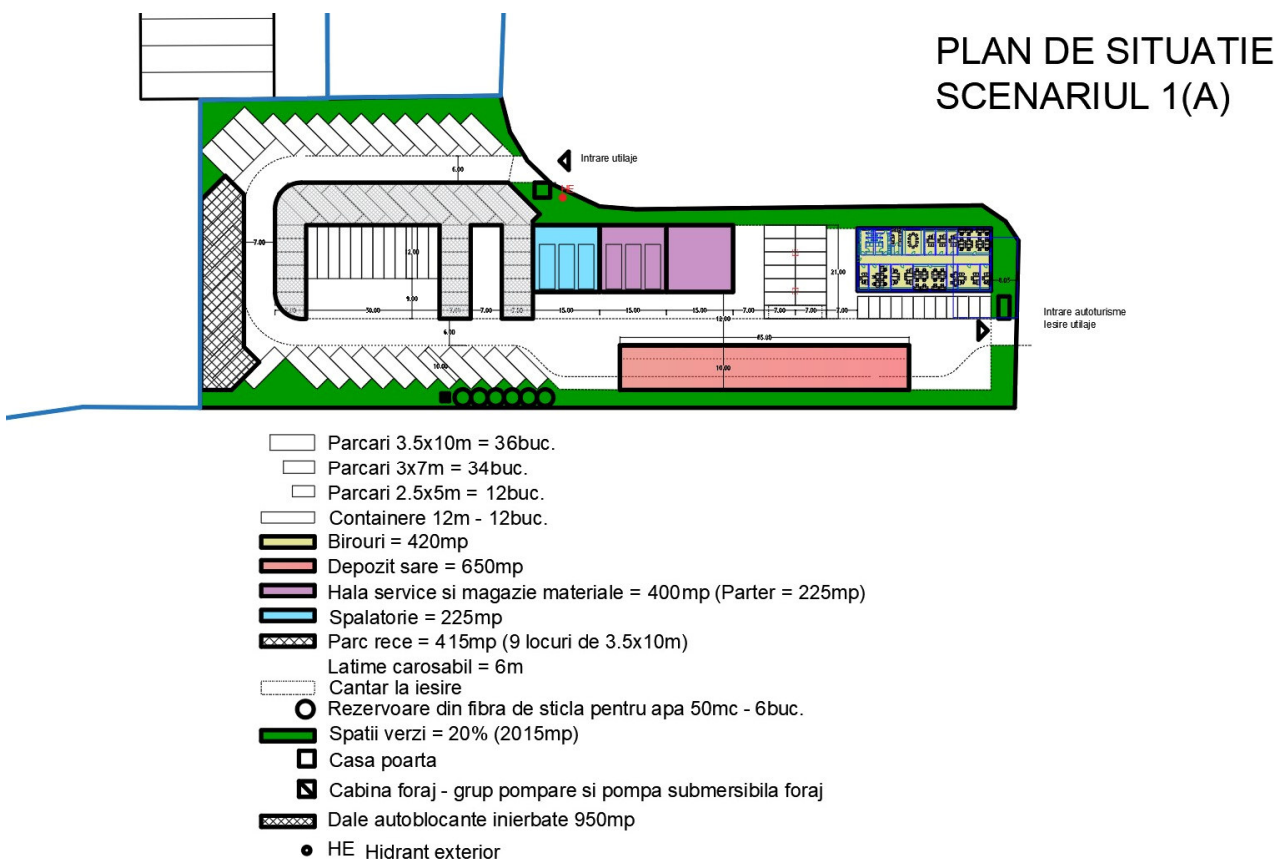 PLAN DE SITUATIE
SCENARIUL 1(A)
Intrare utilaje
HE
6.00
7.00
12.00
9.00
50.00
7.00
15.00
15.00
15.00
12.00
7.00
7.00
7.00
21.00
6.00
10.00
65.00
10.00
Intrare autoturisme
Iesire utilaje
Parcari 3.5x10m = 36buc.
Parcari 3x7m = 34buc.
Parcari 2.5x5m = 12buc.
Containere 12m - 12buc.
Birouri = 420mp
Depozit sare = 650mp
Hala service si magazie materiale = 400mp (Parter = 225mp)
Spalatorie = 225mp
Parc rece = 415mp (9 locuri de 3.5x10m)
Latime carosabil = 6m
Cantar la iesire
Rezervoare din fibra de sticla pentru apa 50mc - 6buc.
Spatii verzi = 20% (2015mp)
Casa poarta
Cabina foraj - grup pompare si pompa submersibila foraj
Dale autoblocante inierbate 950mp
HE Hidrant exterior